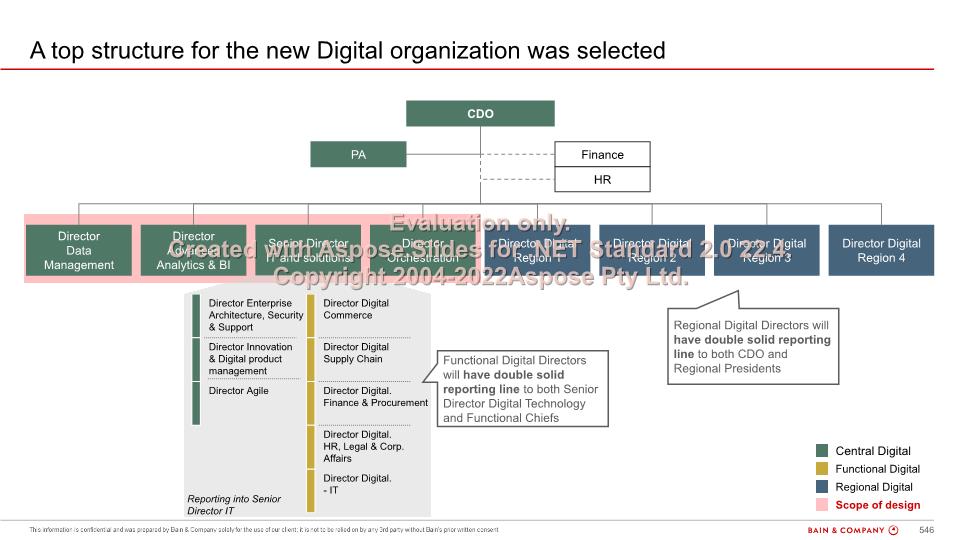 A top structure for the new Digital organization was selected
CDO
PA
Finance
HR
Evaluation only.
Created with Aspose.Slides for .NET Standard 2.0 22.4.
Copyright 2004-2022Aspose Pty Ltd.
Director
Data
Management
Director
Advanced
Analytics & BI
Senior Director
IT and solutions
Director
Orchestration
Director Digital
Region 1
Director Digital
Region 2
Director Digital
Region 3
Director Digital
Region 4
Director Enterprise
Architecture, Security
& Support
Director Innovation
& Digital product
management
Director Agile
Reporting into Senior
Director IT
Director Digital
Commerce
Director Digital
Supply Chain
Director Digital.
Finance & Procurement
Director Digital.
HR, Legal & Corp.
Affairs
Director Digital.
- IT
Functional Digital Directors
will have double solid
reporting line to both Senior
Director Digital Technology
and Functional Chiefs
Regional Digital Directors will
have double solid reporting
line to both CDO and
Regional Presidents
Central Digital
Functional Digital
Regional Digital
Scope of design
This information is confidential and was prepared by Bain & Company solely for the use of our client; it is not to be relied on by any 3rd party without Bain's prior written consent
BAIN & COMPANY
546